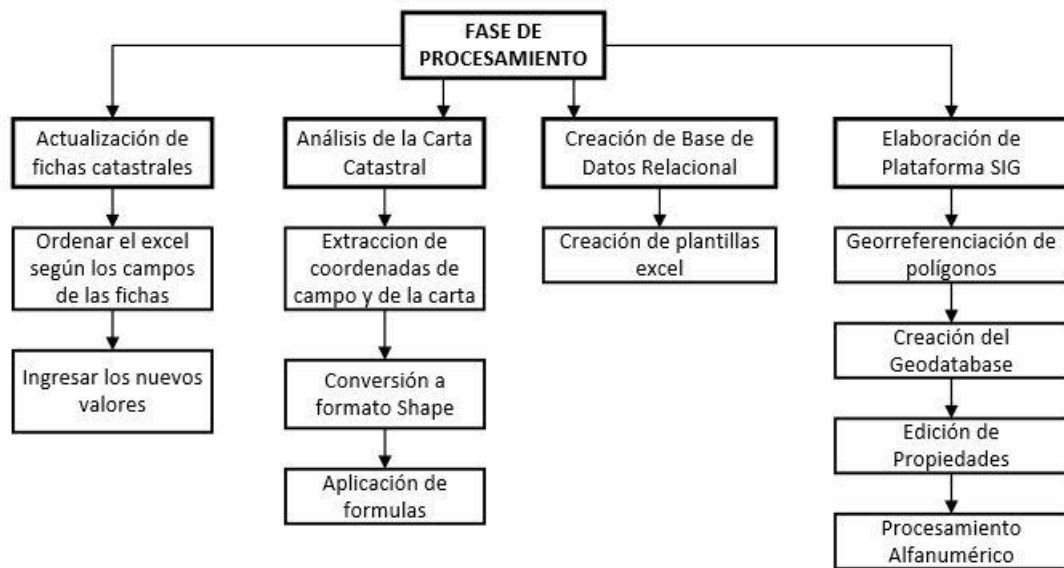 FASE DE
PROCESAMIENTO
Actualización de
fichas catastrales
Ordenar el excel
según los campos
de las fichas
Ingresar los nuevos
valores
Análisis de la Carta
Catastral
Extraccion de
coordenadas de
campo y de la carta
Conversión a
formato Shape
Aplicación de
formulas
Creación de Base de
Datos Relacional
Creación de plantillas
excel
Elaboración de
Plataforma SIG
Georreferenciación de
polígonos
Creación del
Geodatabase
Edición de
Propiedades
Procesamiento
Alfanumérico